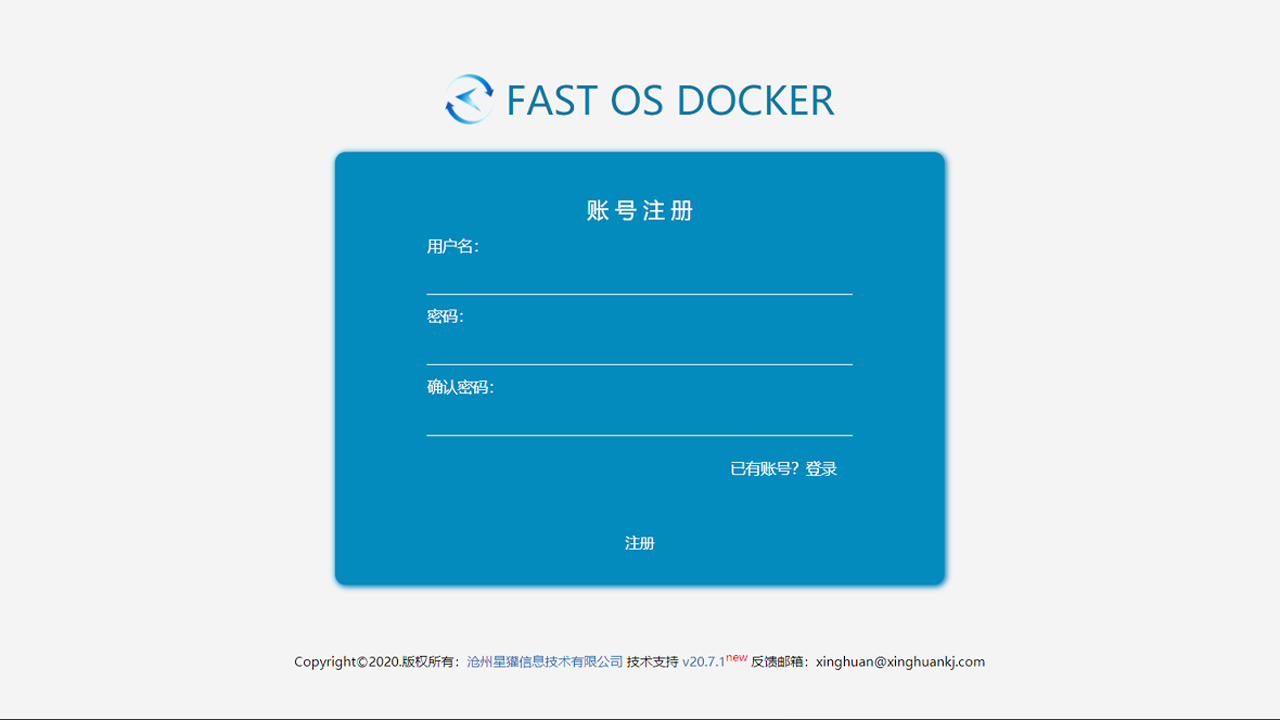 FAST OS DOCKER
账号注册
用户名：
密码：
确认密码：
已有账号？登录
注册
Copyright©2020.版权所有：沧州星獾信息技术有限公司 技术支持 v20.7.1new 反馈邮箱：xinghuan@xinghuankj.com